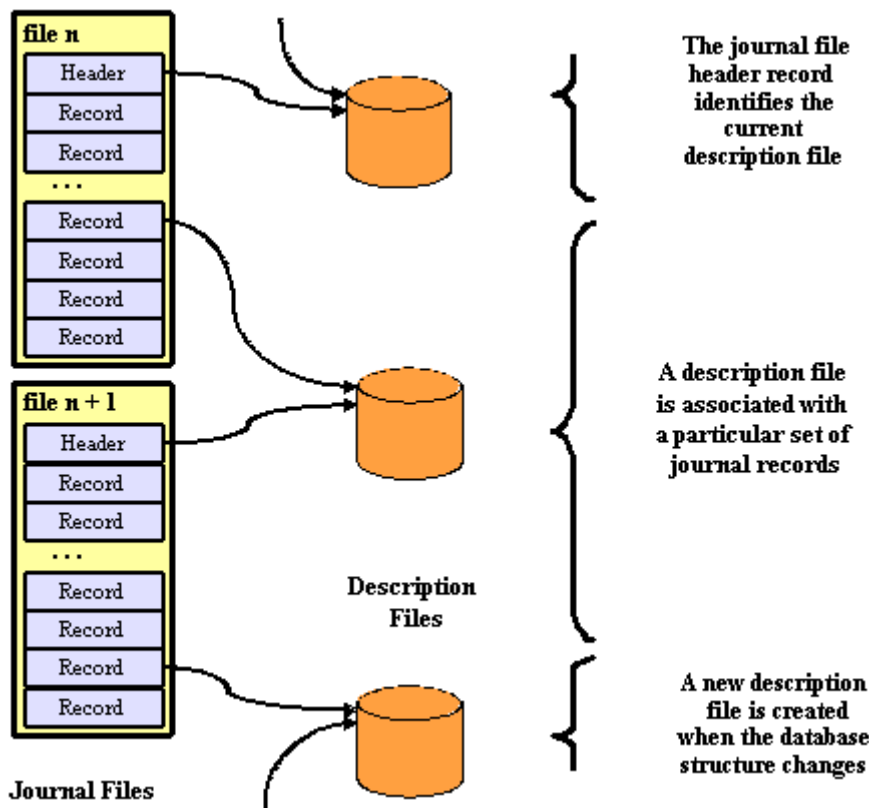 file n
Header
Record
Record
...
Record
Record
Record
Record
file n + 1
Header
Record
Record
...
Record
Record
Record
Record
Journal Files
Description
Files
The journal file
header record
identifies the
current
description file
A description file
is associated with
a particular set of
journal records
A new description
file is created
when the database
structure changes